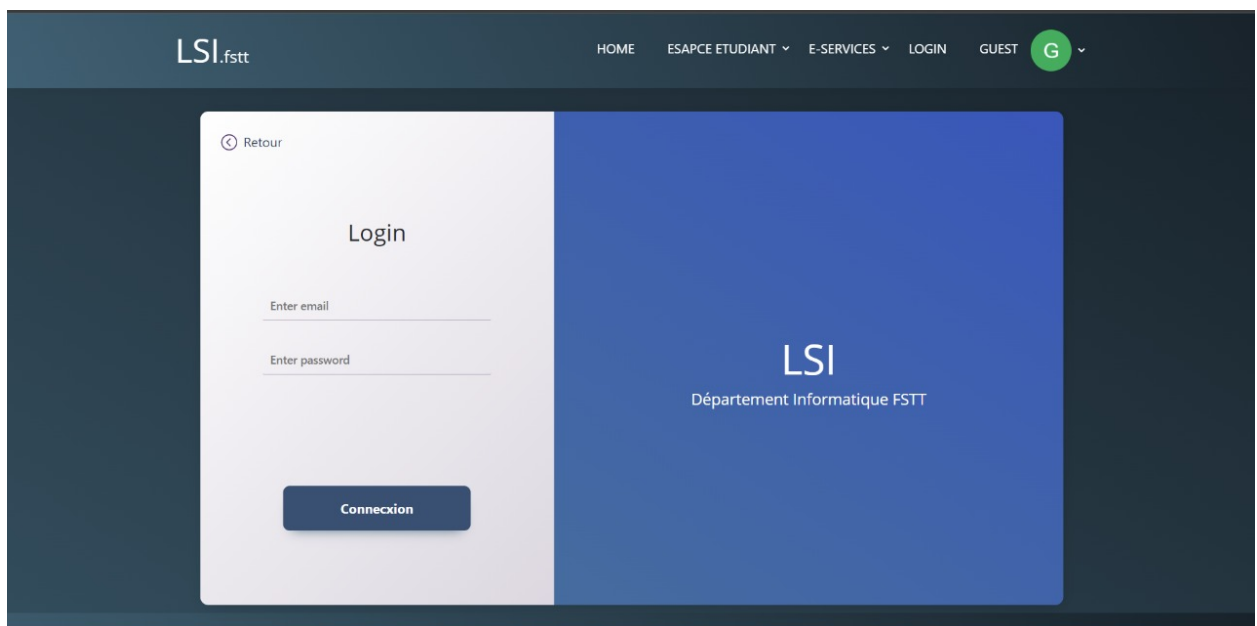 LSI.fstt
HOME ESAPCE ETUDIANT E-SERVICES LOGIN GUEST G
Retour
Login
Enter email
Enter password
Connecxion
LSI
Département Informatique FSTT